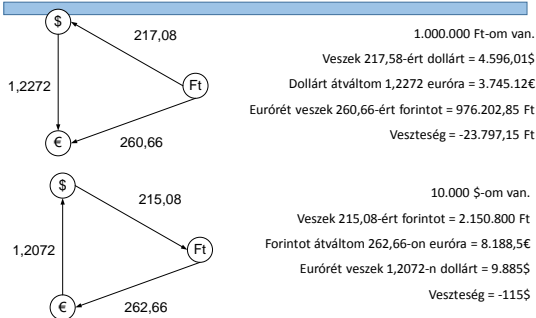 $
217,08
1,2272
Ft
€
260,66
1.000.000 Ft-om van.
Veszek 217,58-ért dollárt = 4.596,01$
Dollárt átváltom 1,2272 euróra = 3.745.12€
Eurórét veszek 260,66-ért forintot = 976.202,85 Ft
Veszteség = -23.797,15 Ft
$
215,08
1,2072
Ft
€
262,66
10.000 $-om van.
Veszek 215,08-ért forintot = 2.150.800 Ft
Forintot átváltom 262,66-on euróra = 8.188,5€
Eurórét veszek 1,2072-n dollárt = 9.885$
Veszteség = -115$